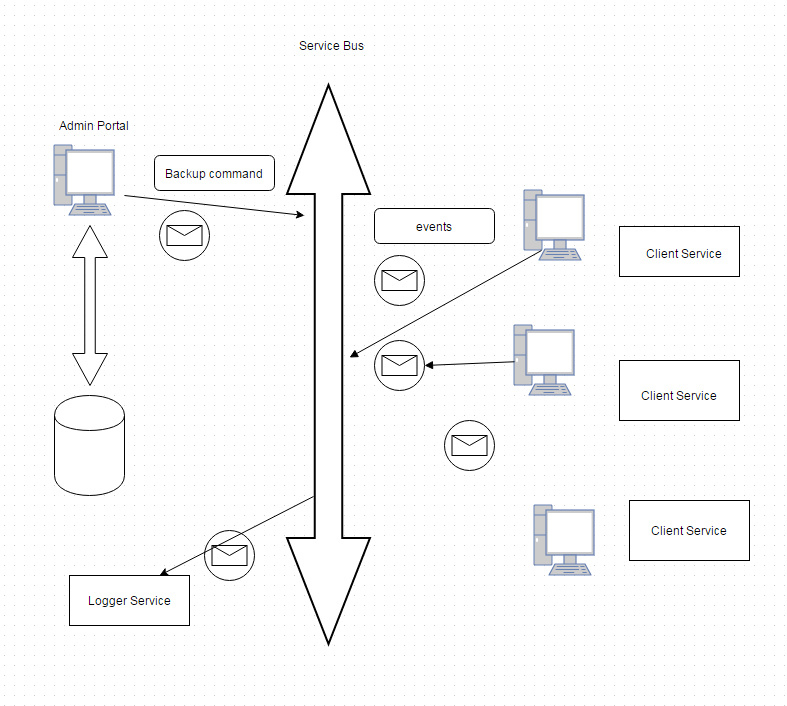 Service Bus
Admin Portal
Backup command
events
Client Service
Client Service
Client Service
Logger Service